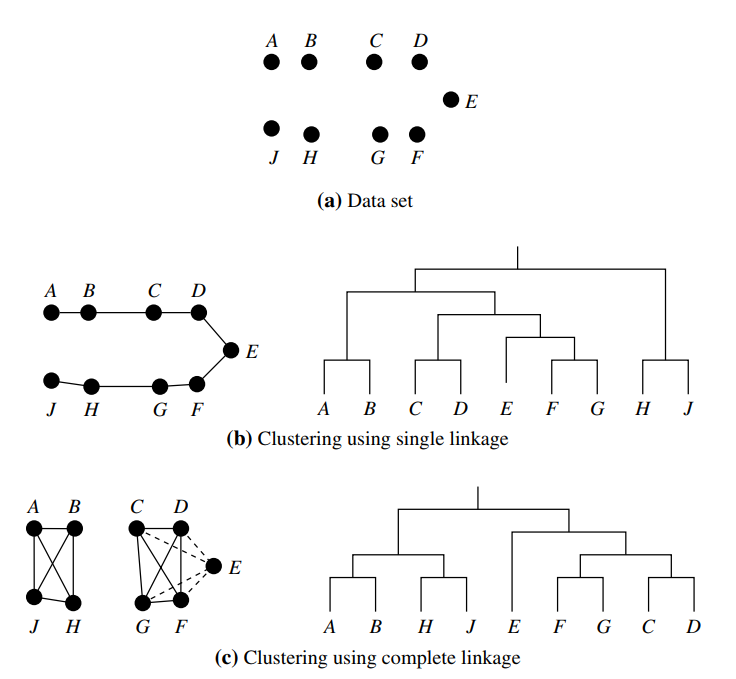 A B C D
E
J H G F
(a) Data set
A B C D
E
J H G F
A B C D E F G H J
(b) Clustering using single linkage
A B C D
E
J H G F
A B H J E F G C D
(c) Clustering using complete linkage